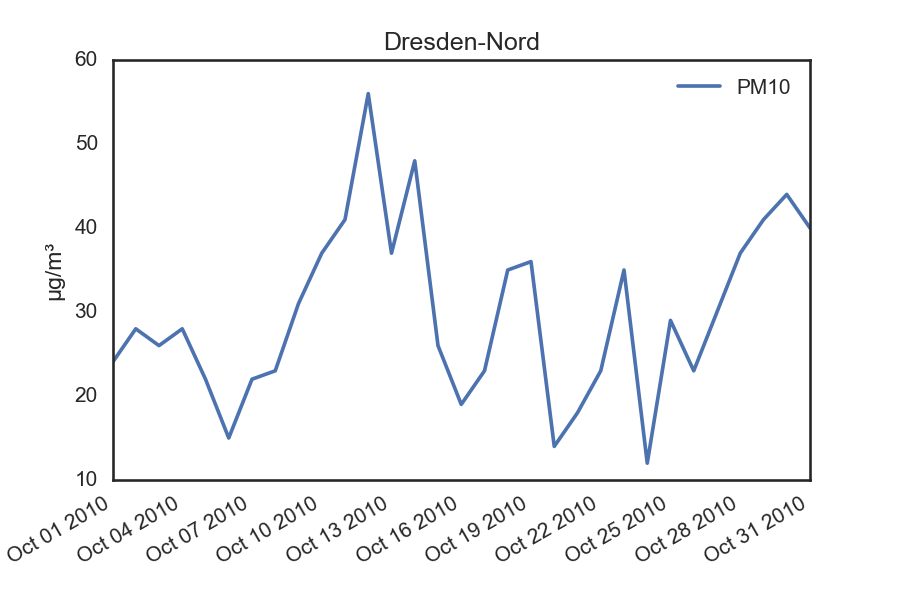 Dresden-Nord
PM10
µg/m³
60
50
40
30
20
10
Oct 01 2010
Oct 04 2010
Oct 07 2010
Oct 10 2010
Oct 13 2010
Oct 16 2010
Oct 19 2010
Oct 22 2010
Oct 25 2010
Oct 28 2010
Oct 31 2010